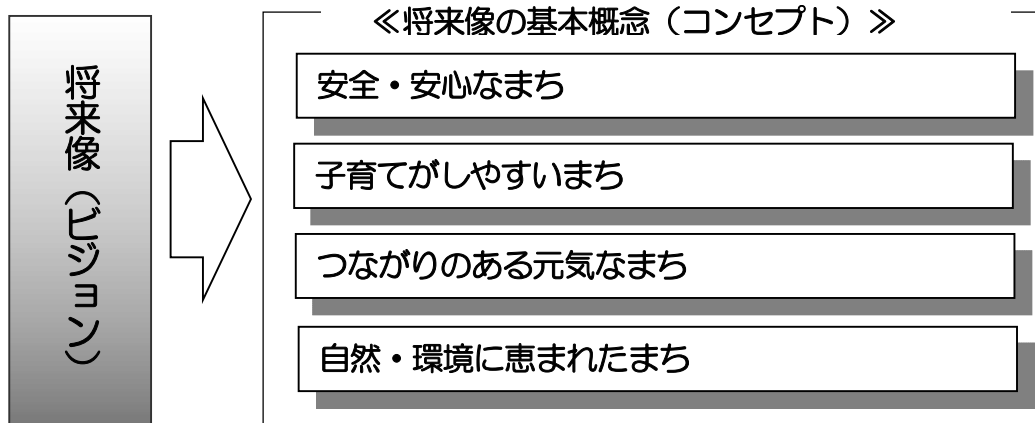 将来像（ビジョン）
≪将来像の基本概念（コンセプト）≫
安全・安心なまち
子育てがしやすいまち
つながりのある元気なまち
自然・環境に恵まれたまち